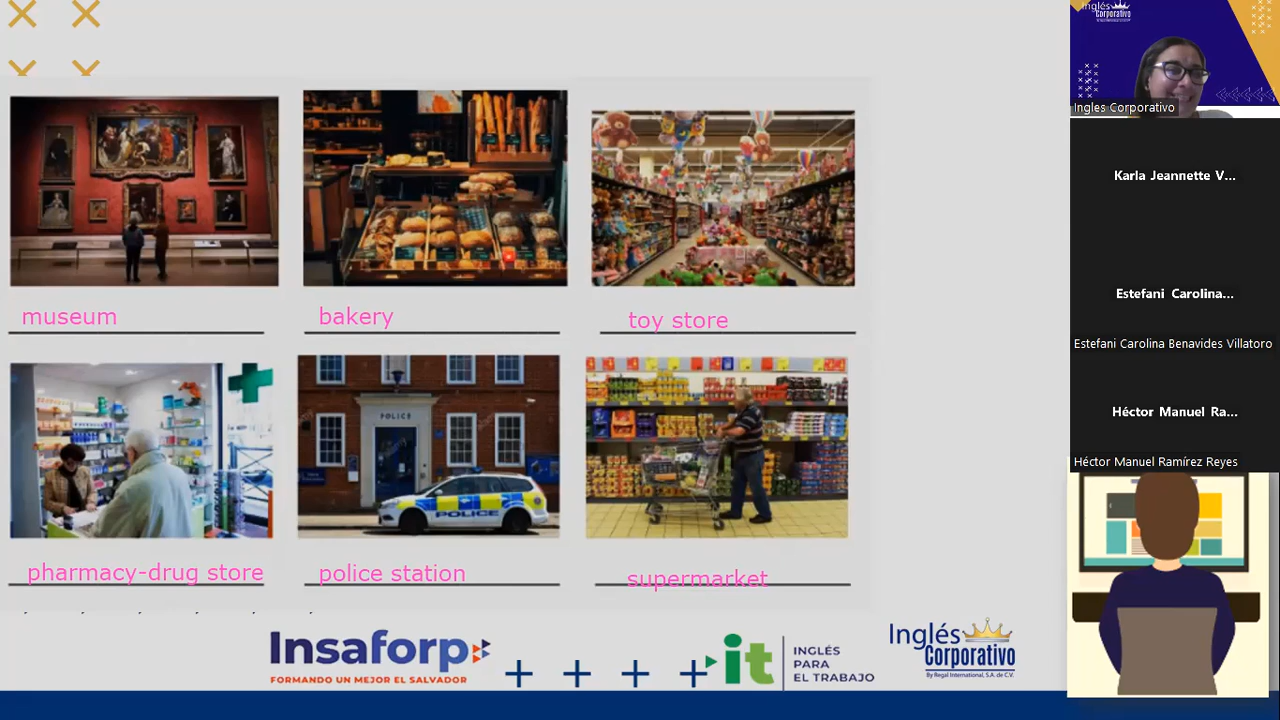 museum
bakery
toy store
POLICE
POLICE
pharmacy-drug store
police station
supermarket
Insaforp
FORMANDO UN MEJOR EL SALVADOR
it
INGLÉS
PARA
EL TRABAJO
Inglés
Corporativo
By Regal International, S.A. de C.V.
Inglés
Corporativo
Ingles Corporativo
Karla Jeannette V...
Estefani Carolina...
Estefani Carolina Benavides Villatoro
Héctor Manuel Ra...
Héctor Manuel Ramírez Reyes